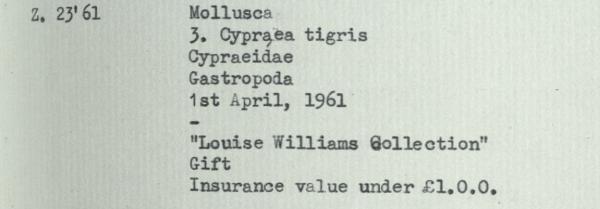 Z. 23'61 Mollusca
3. Cypraea tigris
Cypraeidae
Gastropoda
1st April, 1961
-
"Louise Williams Collection"
Gift
Insurance value under £1.0.0.